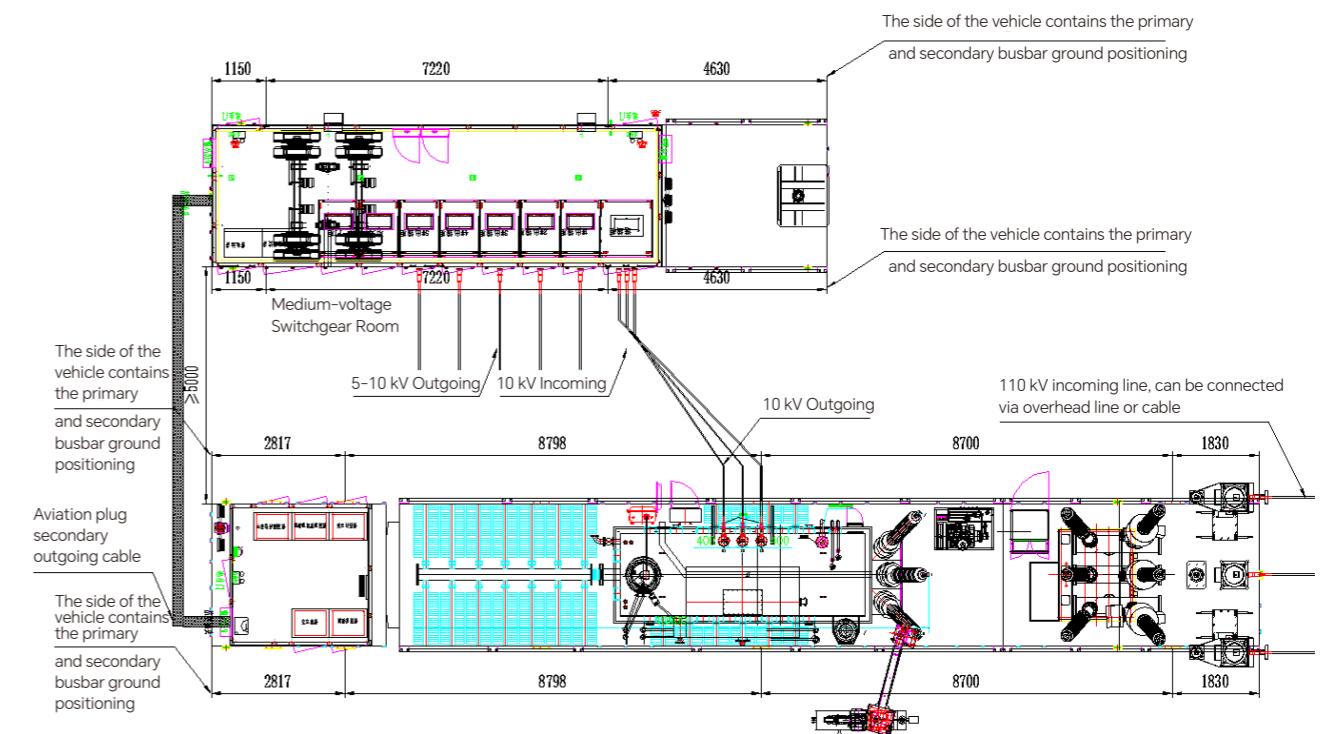 The side of the vehicle contains the primary
and secondary busbar ground positioning
1150
7220
4630
The side of the vehicle contains the primary
and secondary busbar ground positioning
1150
7220
4630
Medium-voltage
Switchgear Room
5-10 kV Outgoing
10 kV Incoming
The side of the
vehicle contains
the primary
and secondary
busbar ground
positioning
≥5000
10 kV Outgoing
110 kV incoming line, can be connected
via overhead line or cable
2817
8798
8700
1830
Aviation plug
secondary
outgoing cable
The side of the
vehicle contains
the primary
and secondary
busbar ground
positioning
2817
8798
8700
1830